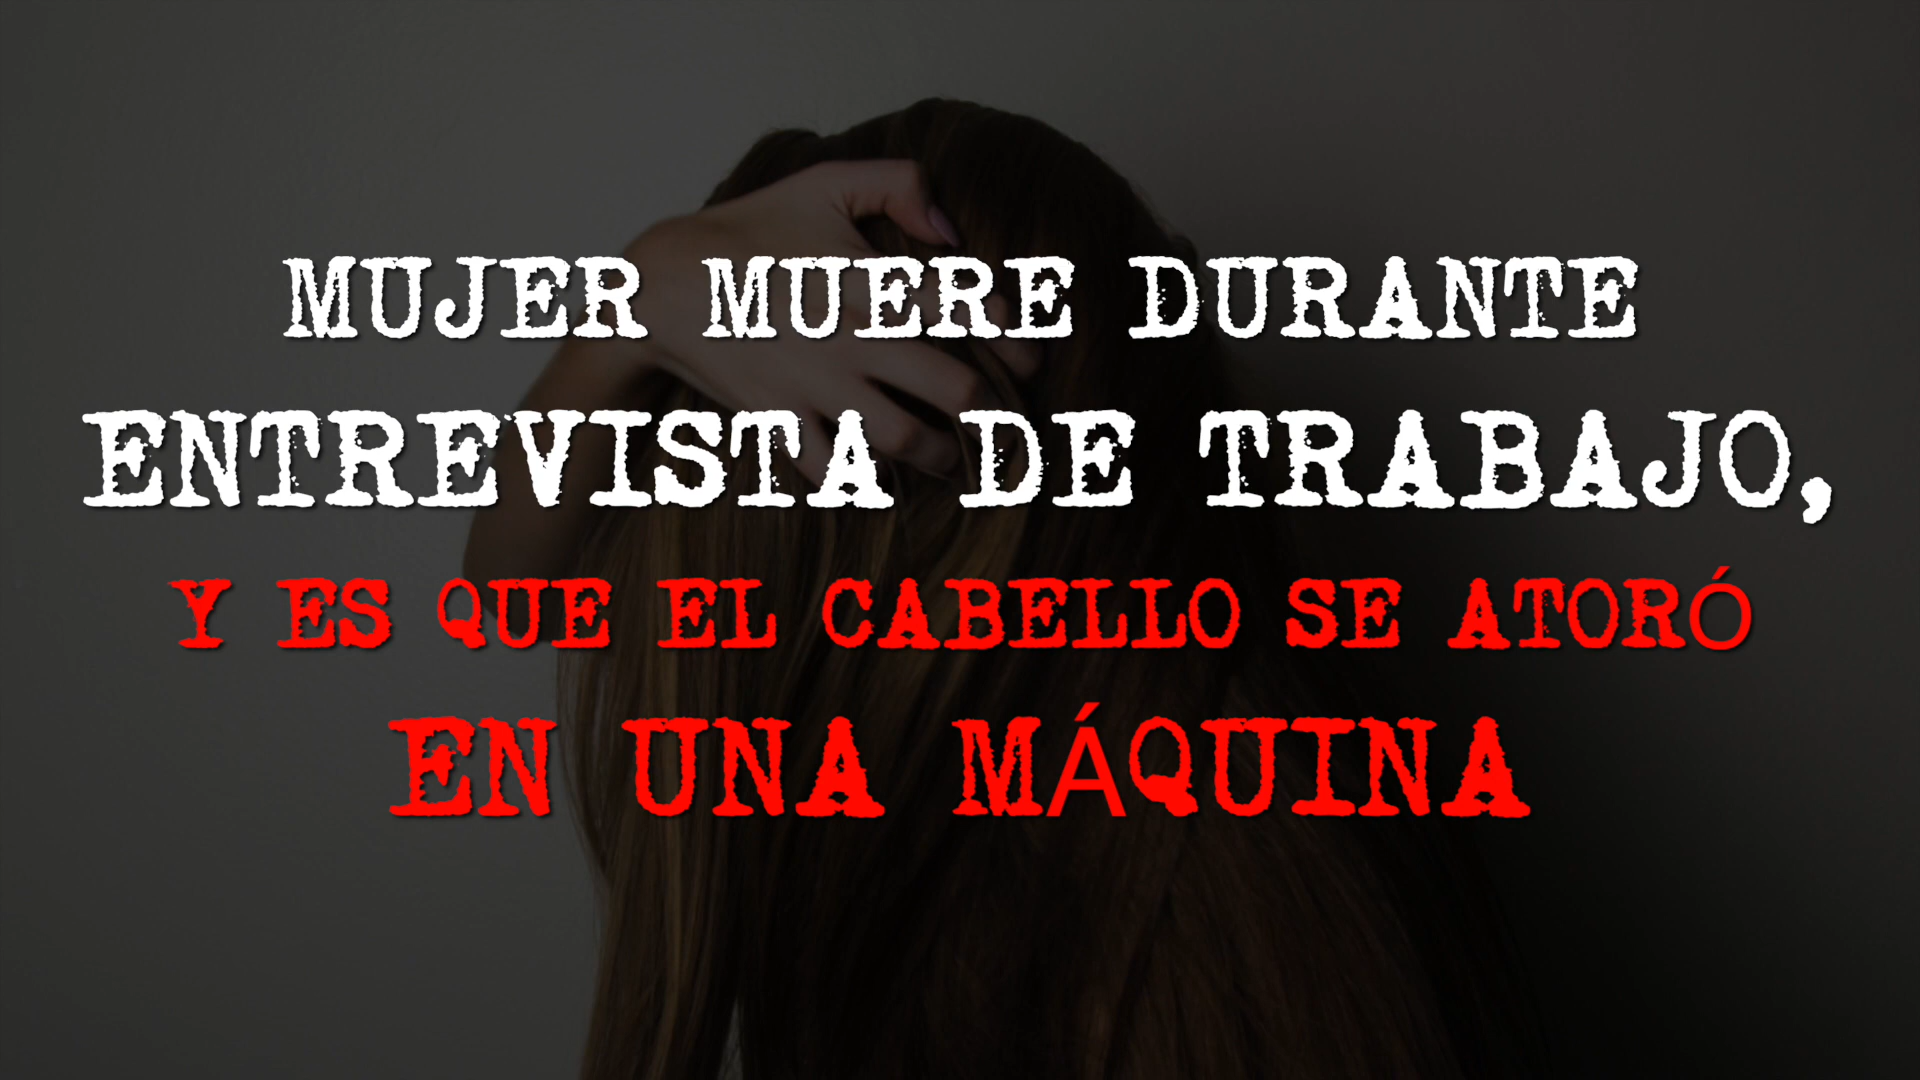 MUJER MUERE DURANTE
ENTREVISTA DE TRABAJO,
Y ES QUE EL CABELLO SE ATORÓ
EN UNA MÁQUINA